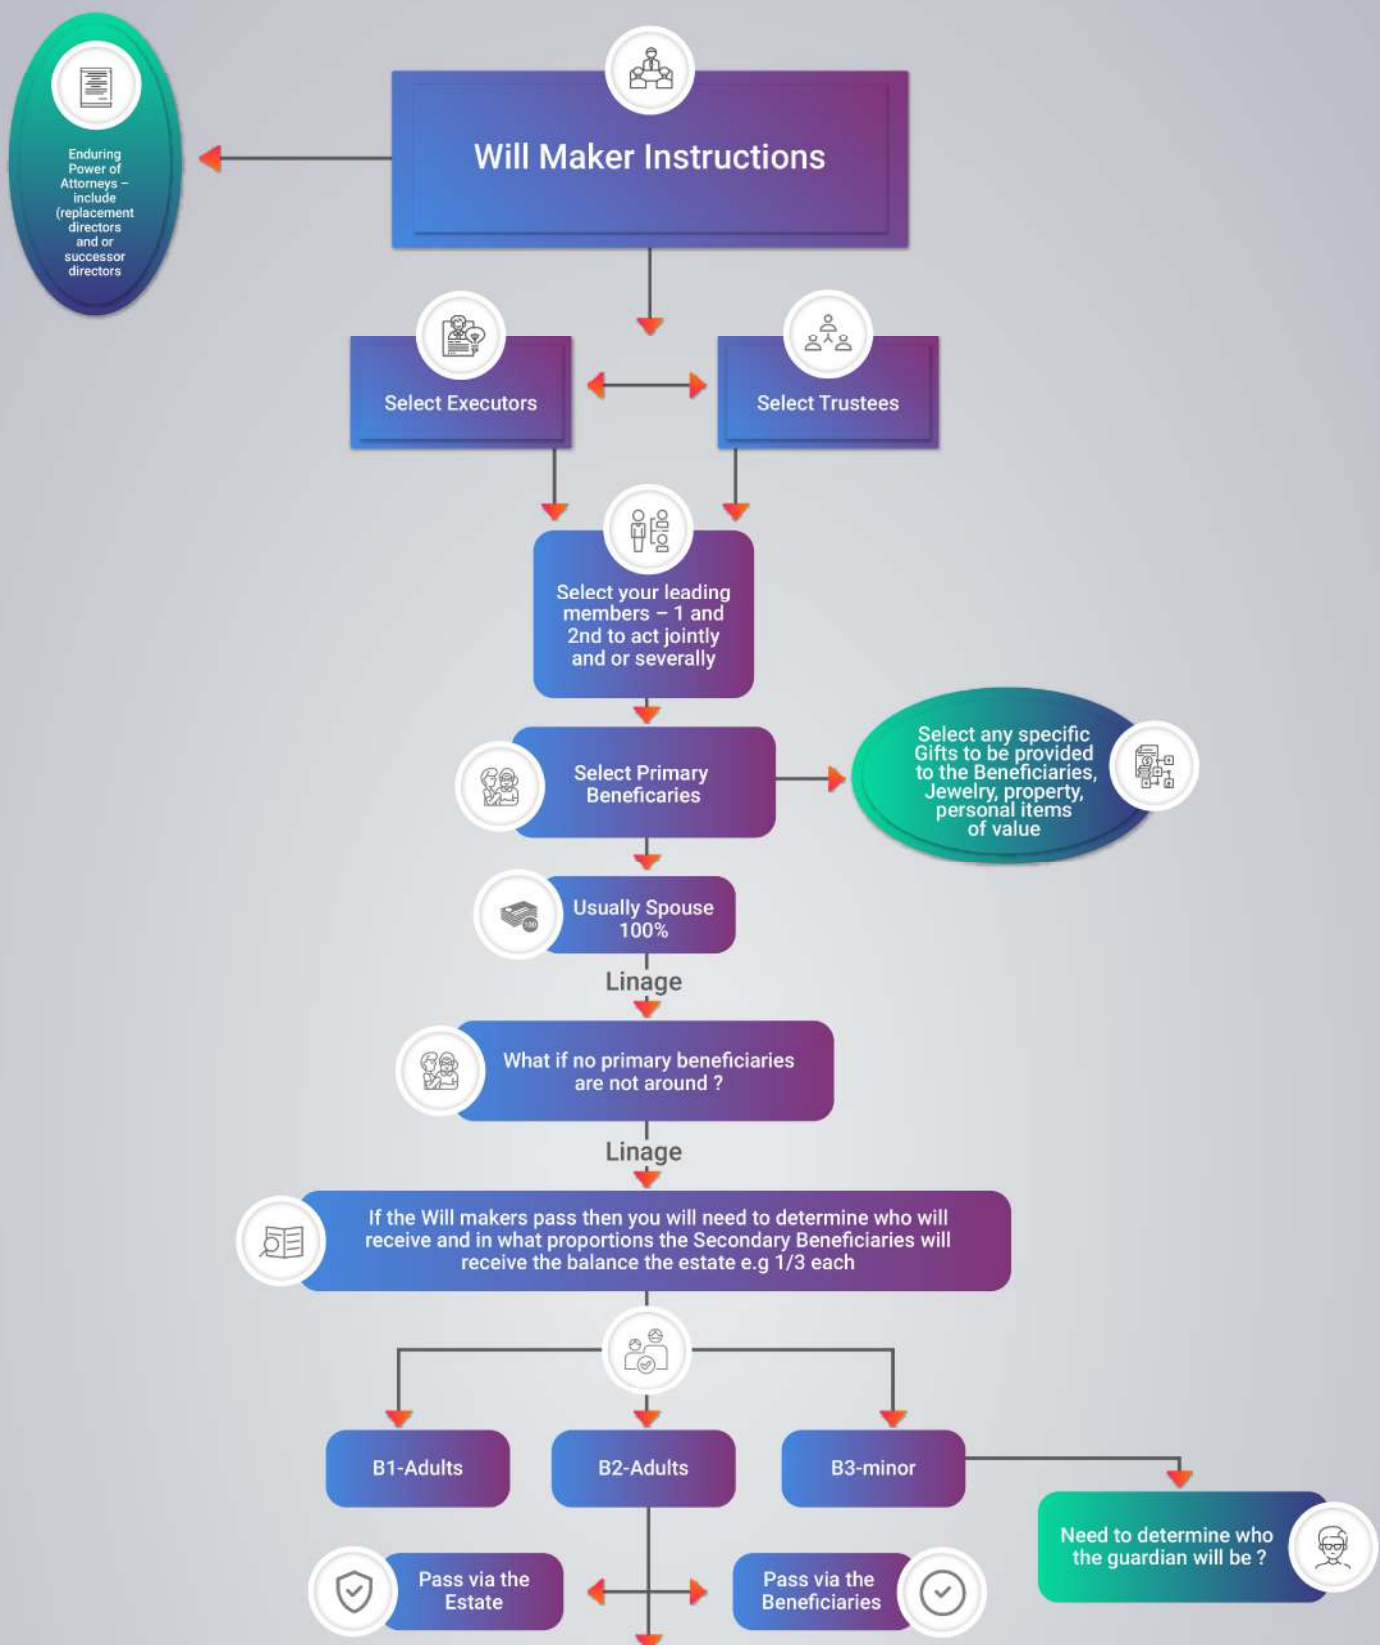 Enduring
Power of
Attorneys –
include
(replacement
directors
and or
successor
directors
Will Maker Instructions
Select Executors
Select Trustees
Select your leading
members – 1 and
2nd to act jointly
and or severally
Select Primary
Beneficaries
Select any specific
Gifts to be provided
to the Beneficiaries,
Jewelry, property,
personal items
of value
Usually Spouse
100%
Linage
What if no primary beneficiaries
are not around ?
Linage
If the Will makers pass then you will need to determine who will
receive and in what proportions the Secondary Beneficiaries will
receive the balance the estate e.g 1/3 each
B1-Adults
B2-Adults
B3-minor
Need to determine who
the guardian will be ?
Pass via the
Estate
Pass via the
Beneficiaries